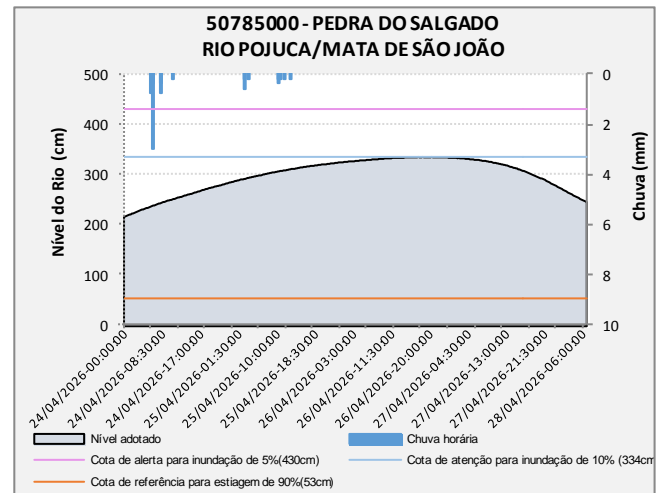 50785000 - PEDRA DO SALGADO
RIO POJUCA/MATA DE SÃO JOÃO
Nível do Rio (cm)
500
400
300
200
100
0
Chuva (mm)
0
2
4
6
8
10
24/04/2026-00:00:00
24/04/2026-08:30:00
24/04/2026-17:00:00
25/04/2026-01:30:00
25/04/2026-10:00:00
25/04/2026-18:30:00
26/04/2026-03:00:00
26/04/2026-11:30:00
26/04/2026-20:00:00
27/04/2026-04:30:00
27/04/2026-13:00:00
27/04/2026-21:30:00
28/04/2026-06:00:00
Nível adotado
Chuva horária
Cota de alerta para inundação de 5%(430cm)
Cota de atenção para inundação de 10% (334cm
Cota de referência para estiagem de 90%(53cm)